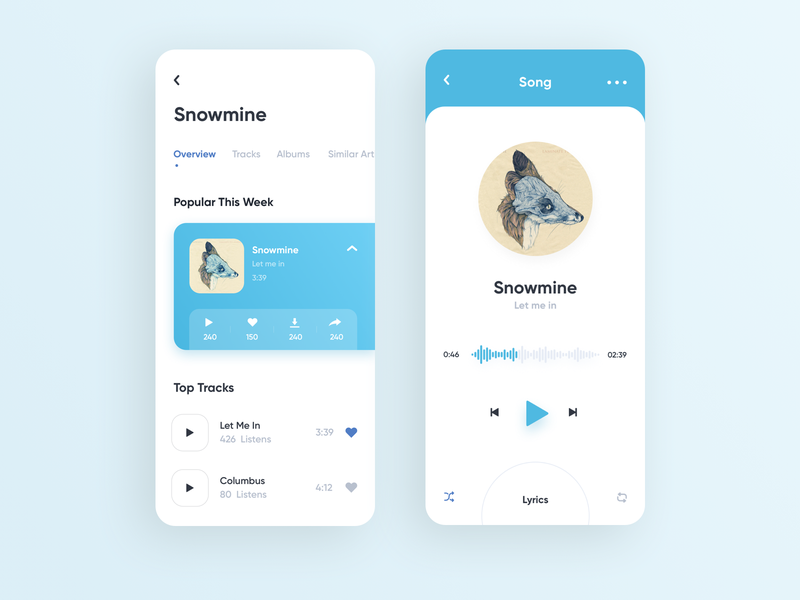 Snowmine
Overview Tracks Albums Similar Art
Popular This Week
Snowmine
Let me in
3:39
240 150 240 240
Top Tracks
Let Me In
426 Listens
3:39
Columbus
80 Listens
4:12
Song
Snowmine
Let me in
0:46 02:39
Lyrics